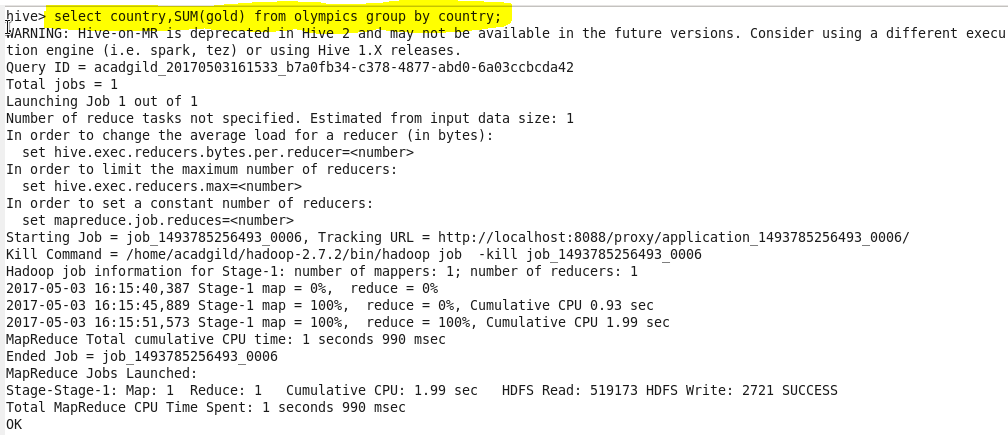 hive> select country,SUM(gold) from olympics group by country;
WARNING: Hive-on-MR is deprecated in Hive 2 and may not be available in the future versions. Consider using a different execu
tion engine (i.e. spark, tez) or using Hive 1.X releases.
Query ID = acadgild_20170503161533_b7a0fb34-c378-4877-abd0-6a03ccbcda42
Total jobs = 1
Launching Job 1 out of 1
Number of reduce tasks not specified. Estimated from input data size: 1
In order to change the average load for a reducer (in bytes):
  set hive.exec.reducers.bytes.per.reducer=<number>
In order to limit the maximum number of reducers:
  set hive.exec.reducers.max=<number>
In order to set a constant number of reducers:
  set mapreduce.job.reduces=<number>
Starting Job = job_1493785256493_0006, Tracking URL = http://localhost:8088/proxy/application_1493785256493_0006/
Kill Command = /home/acadgild/hadoop-2.7.2/bin/hadoop job  -kill job_1493785256493_0006
Hadoop job information for Stage-1: number of mappers: 1; number of reducers: 1
2017-05-03 16:15:40,387 Stage-1 map = 0%,  reduce = 0%
2017-05-03 16:15:45,889 Stage-1 map = 100%,  reduce = 0%, Cumulative CPU 0.93 sec
2017-05-03 16:15:51,573 Stage-1 map = 100%,  reduce = 100%, Cumulative CPU 1.99 sec
MapReduce Total cumulative CPU time: 1 seconds 990 msec
Ended Job = job_1493785256493_0006
MapReduce Jobs Launched:
Stage-Stage-1: Map: 1  Reduce: 1   Cumulative CPU: 1.99 sec   HDFS Read: 519173 HDFS Write: 2721 SUCCESS
Total MapReduce CPU Time Spent: 1 seconds 990 msec
OK